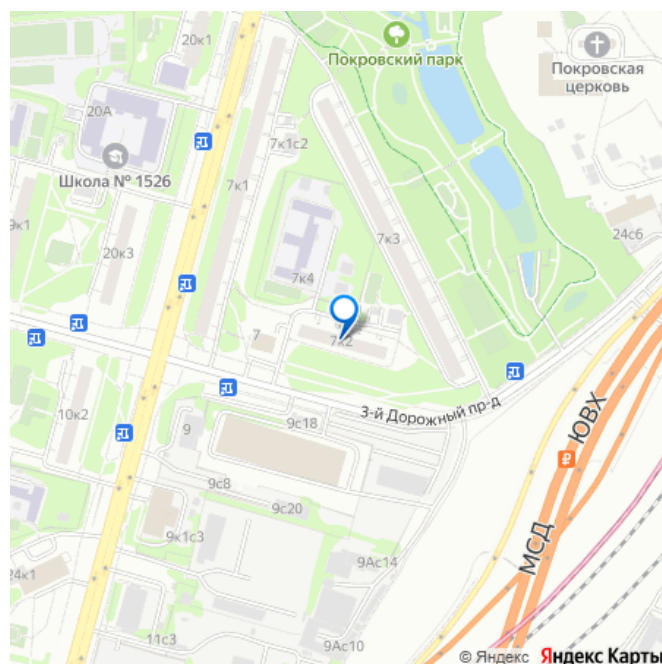 20к1
Покровский парк
Покровская
церковь
20А
7к1с2
Школа № 1526
7к1
9к1
20к3
7к3
24с6
7к4
7
7к2
3-й Дорожный пр-д
10к2
9
9с18
ЮВХ
₽
9с8
9с20
9к1с3
МСД
9Ас14
24к1
11с3
9Ас10
© Яндекс Яндекс Карты